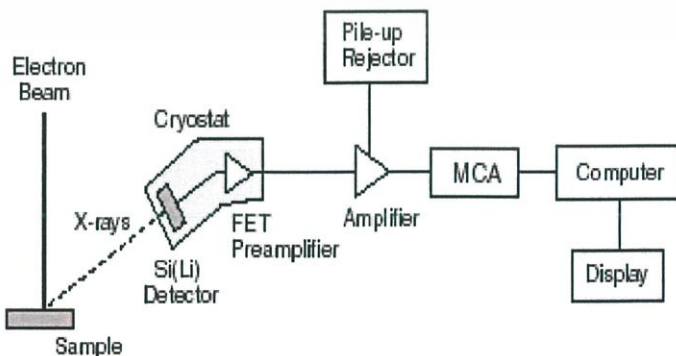 Pile-up
Rejector
Electron
Beam
Cryostat
MCA
Computer
X-rays
FET
Preamplifier
Amplifier
Si(Li)
Detector
Display
Sample